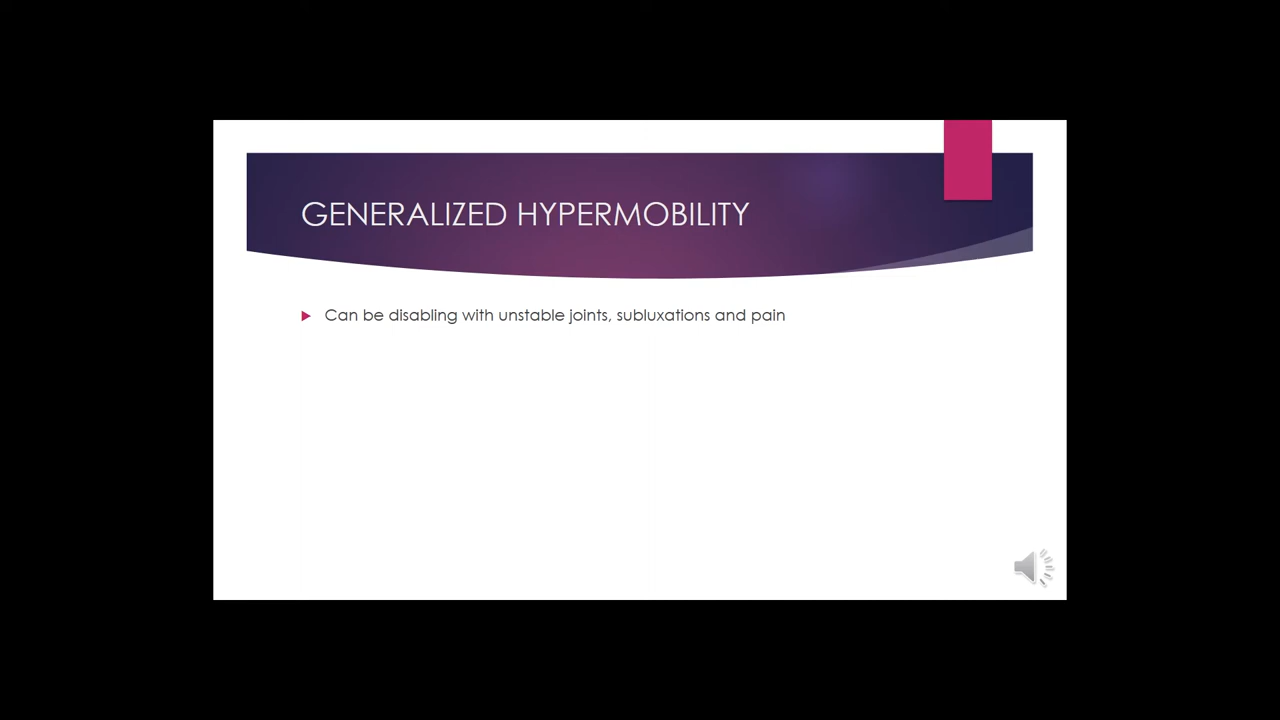 GENERALIZED HYPERMOBILITY
Can be disabling with unstable joints, subluxations and pain